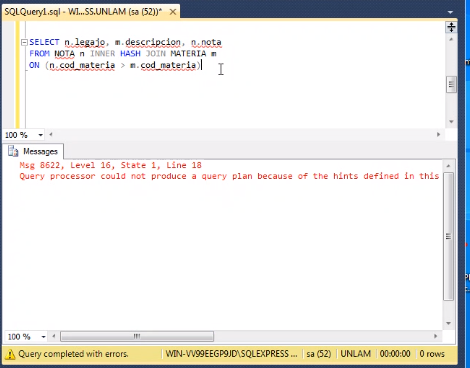 SQLQuery1.sql - WI...SS.UNLAM (sa (52))*
SELECT n.legajo, m.descripcion, n.nota
FROM NOTA n INNER HASH JOIN MATERIA m
ON (n.cod_materia > m.cod_materia)
100 %
Messages
Msg 8622, Level 16, State 1, Line 18
Query processor could not produce a query plan because of the hints defined in this
100 %
Query completed with errors.
WIN-VV99EEGP9JD\SQLEXPRESS ...
sa (52)
UNLAM
00:00:00
0 rows